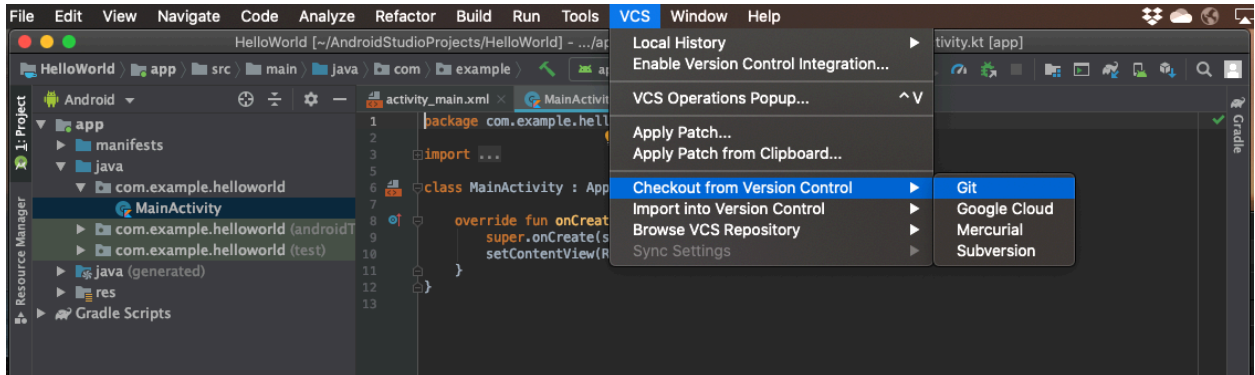 File Edit View Navigate Code Analyze Refactor Build Run Tools VCS Window Help
HelloWorld [~/AndroidStudioProjects/HelloWorld] - .../ap
tivity.kt [app]
HelloWorld app src main java com example ap
Android
activity_main.xml MainActivit
1: Project
Resource Manager
app
manifests
java
com.example.helloworld
MainActivity
com.example.helloworld (androidT
com.example.helloworld (test)
java (generated)
res
Gradle Scripts
1 package com.example.hell
2
3 import ...
5
6 class MainActivity : App
7
8 override fun onCreat
9 super.onCreate(s
10 setContentView(R
11 }
12 }
13
Local History
Enable Version Control Integration...
VCS Operations Popup... ^V
Apply Patch...
Apply Patch from Clipboard...
Checkout from Version Control
Import into Version Control
Browse VCS Repository
Sync Settings
Git
Google Cloud
Mercurial
Subversion
Gradle